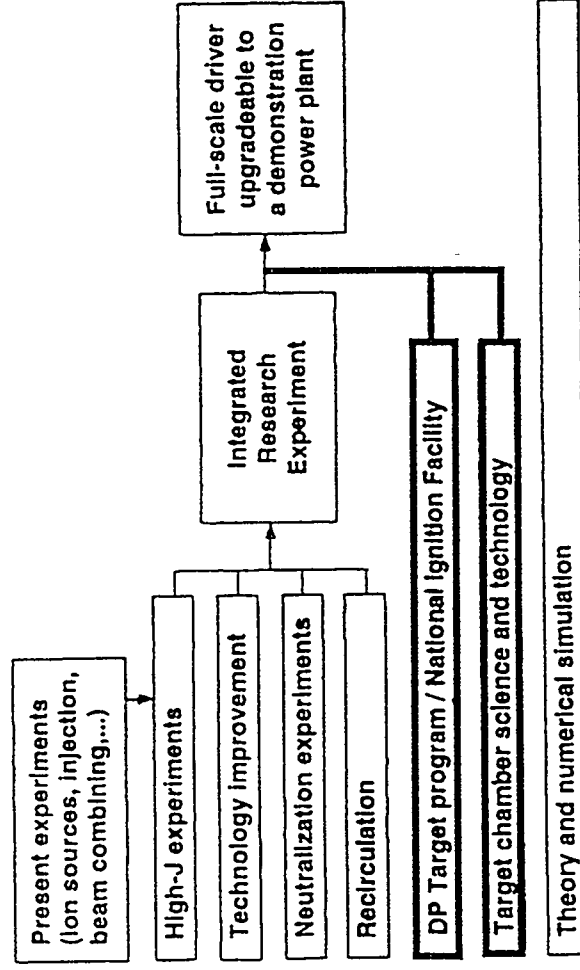 Present experiments
(Ion sources, injection,
beam combining,...)
High-J experiments
Technology improvement
Neutralization experiments
Recirculation
Integrated
Research
Experiment
Full-scale driver
upgradeable to
a demonstration
power plant
DP Target program / National Ignition Facility
Target chamber science and technology
Theory and numerical simulation